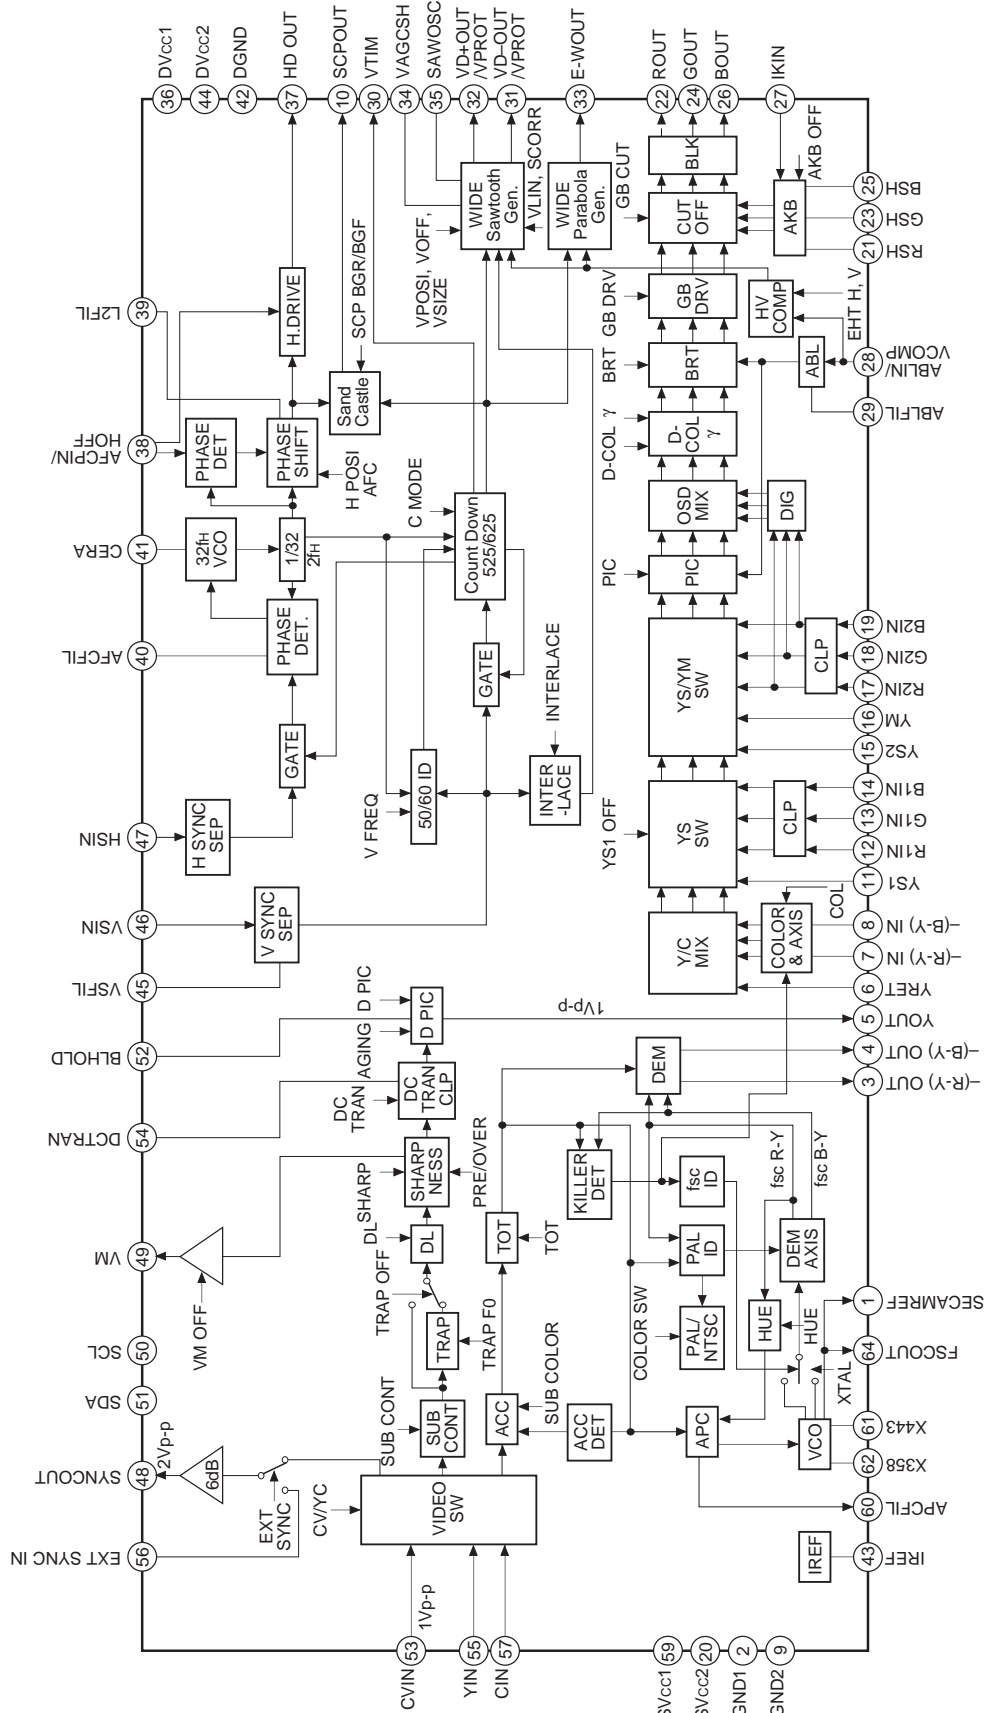 36 DVcc1
44 DVcc2
42 DGND
37 HD OUT
10 SCPOUT
30 VTIM
34 VAGCSH
35 SAWOSC
32 VD+OUT
/VPROT
31 VD–OUT
/VPROT
33 E-WOUT
22 ROUT
24 GOUT
26 BOUT
27 IKIN
L2FIL 39
AFCPIN/
HOFF 38
CERA 41
AFCFIL 40
HSIN 47
VSIN 46
VSFIL 45
BLHOLD 52
DCTRAN 54
VM 49
SCL 50
SDA 51
SYNCOUT 48
EXT SYNC IN 56
CVIN 53
YIN 55
CIN 57
SVcc1 59
SVcc2 20
GND1 2
GND2 9
25 BSH
23 GSH
21 RSH
28 ABLIN/
VCOMP
29 ABLFIL
19 B2IN
18 G2IN
17 R2IN
16 YM
15 YS2
14 B1IN
13 G1IN
12 R1IN
11 YS1
8 –(B-Y) IN
7 –(R-Y) IN
6 YRET
5 YOUT
4 –(B-Y) OUT
3 –(R-Y) OUT
1 SECAMREF
64 FSCOUT
61 X443
62 X358
60 APCFIL
43 IREF
H.DRIVE
PHASE
DET
PHASE
SHIFT
H POSI
AFC
32fH
VCO
1/32
2fH
PHASE
DET.
GATE
H SYNC
SEP
V SYNC
SEP
Sand
Castle
SCP BGR/BGF
VPOSI, VOFF,
VSIZE
WIDE
Sawtooth
Gen.
VLIN, SCORR
WIDE
Parabola
Gen.
C MODE
Count Down
525/625
GATE
50/60 ID
V FREQ
INTER
-LACE
INTERLACE
BLK
GB CUT
CUT
OFF
AKB
AKB OFF
GB DRV
GB
DRV
HV
COMP
EHT H, V
BRT
BRT
ABL
D-COL γ
D-
COL
γ
OSD
MIX
DIG
PIC
PIC
YS/YM
SW
CLP
YS1 OFF
YS
SW
CLP
Y/C
MIX
COLOR
& AXIS
COL
1Vp-p
D PIC
D PIC
AGING
DC
TRAN
DC
TRAN
CLP
SHARP
NESS
SHARP
PRE/OVER
DL
DL
TRAP OFF
TRAP
TRAP F0
SUB CONT
SUB
CONT
VM OFF
2Vp-p
6dB
EXT
SYNC
CV/YC
VIDEO
SW
1Vp-p
TOT
TOT
ACC
SUB COLOR
ACC
DET
DEM
KILLER
DET
fsc
ID
fsc R-Y
fsc B-Y
PAL
ID
DEM
AXIS
COLOR SW
PAL/
NTSC
HUE
HUE
XTAL
APC
VCO
IREF